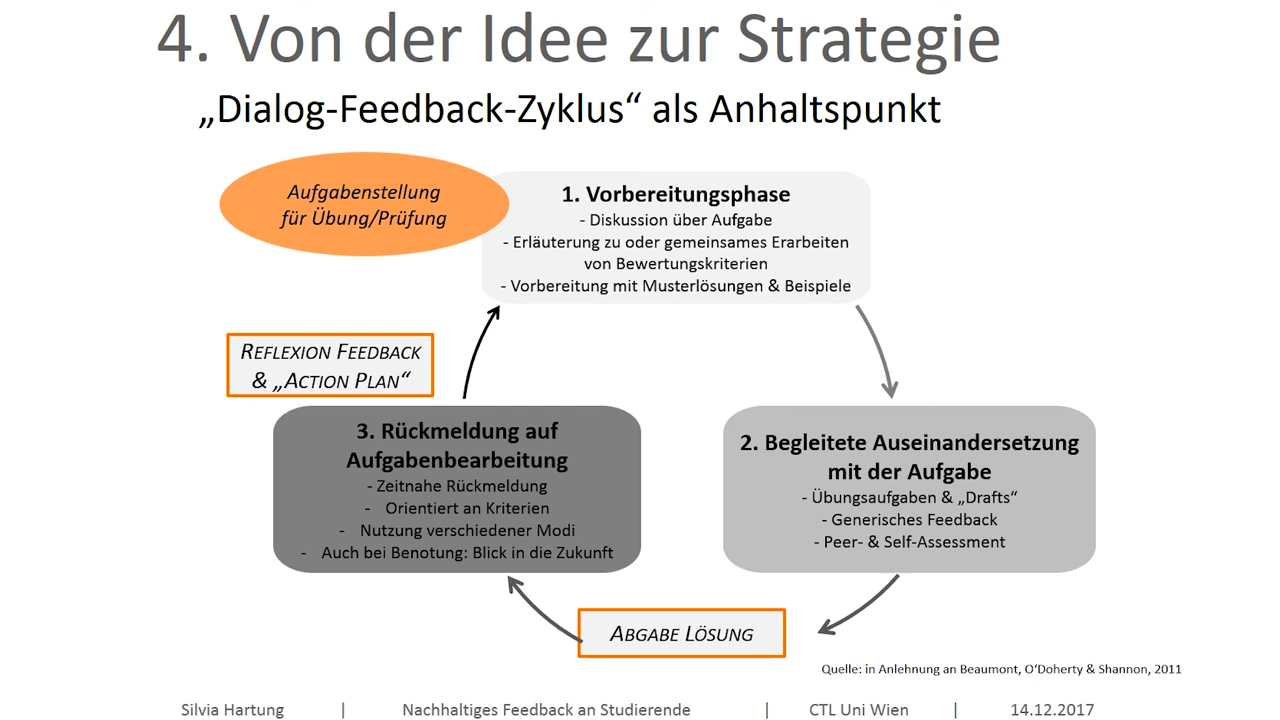 4. Von der Idee zur Strategie
„Dialog-Feedback-Zyklus“ als Anhaltspunkt
Aufgabenstellung
für Übung/Prüfung
1. Vorbereitungsphase
- Diskussion über Aufgabe
- Erläuterung zu oder gemeinsames Erarbeiten
von Bewertungskriterien
- Vorbereitung mit Musterlösungen & Beispiele
REFLEXION FEEDBACK
& „ACTION PLAN“
3. Rückmeldung auf
Aufgabenbearbeitung
- Zeitnahe Rückmeldung
- Orientiert an Kriterien
- Nutzung verschiedener Modi
- Auch bei Benotung: Blick in die Zukunft
2. Begleitete Auseinandersetzung
mit der Aufgabe
- Übungsaufgaben & „Drafts“
- Generisches Feedback
- Peer- & Self-Assessment
ABGABE LÖSUNG
Quelle: in Anlehnung an Beaumont, O‘Doherty & Shannon, 2011
Silvia Hartung | Nachhaltiges Feedback an Studierende | CTL Uni Wien | 14.12.2017